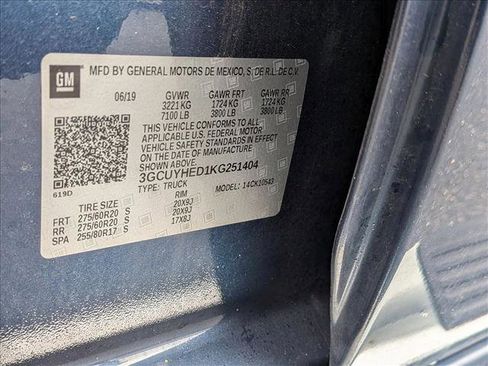 GM
MFD BY GENERAL MOTORS DE MEXICO, S. DE R.L. DE C.V.
06/19 GVWR GAWR FRT GAWR RR
3221 KG 1724 KG 1724 KG
7100 LB 3800 LB 3800 LB
THIS VEHICLE CONFORMS TO ALL
APPLICABLE U.S. FEDERAL MOTOR
VEHICLE SAFETY STANDARDS IN
EFFECT ON THE DATE OF MANUFACTURE
SHOWN ABOVE.
3GCUYHED1KG251404
619D TYPE: TRUCK MODEL: 14CK10543
TIRE SIZE RIM
FRT 275/60R20 S 20X9J
RR 275/60R20 S 20X9J
SPA 255/80R17 S 17X8J